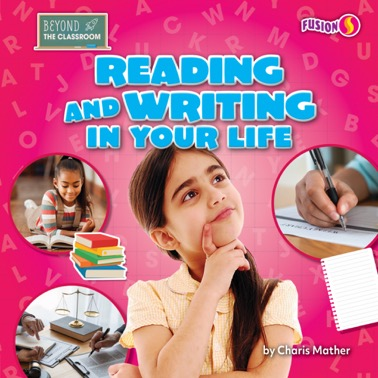 BEYOND
THE CLASSROOM
FUSION
READING
AND WRITING
IN YOUR LIFE
by Charis Mather